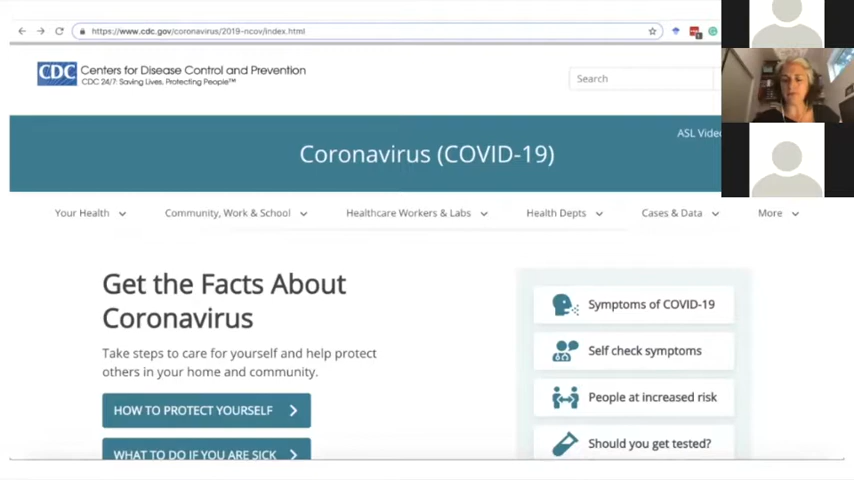 https://www.cdc.gov/coronavirus/2019-ncov/index.html
CDC Centers for Disease Control and Prevention
CDC 24/7: Saving Lives, Protecting People™
Search
ASL Video
Coronavirus (COVID-19)
Your Health
Community, Work & School
Healthcare Workers & Labs
Health Depts
Cases & Data
More
Get the Facts About
Coronavirus
Take steps to care for yourself and help protect
others in your home and community.
HOW TO PROTECT YOURSELF
WHAT TO DO IF YOU ARE SICK
Symptoms of COVID-19
Self check symptoms
People at increased risk
Should you get tested?